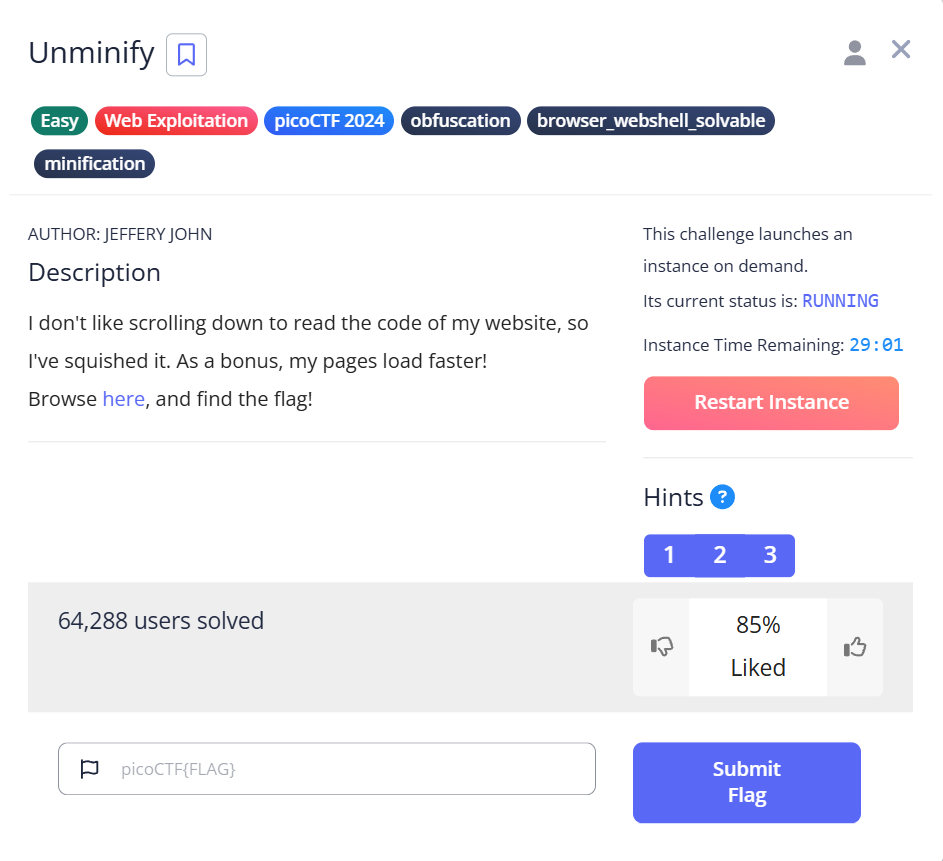 Unminify
Easy Web Exploitation picoCTF 2024 obfuscation browser_webshell_solvable
minification
AUTHOR: JEFFERY JOHN
Description
I don't like scrolling down to read the code of my website, so
I've squished it. As a bonus, my pages load faster!
Browse here, and find the flag!
This challenge launches an
instance on demand.
Its current status is: RUNNING
Instance Time Remaining: 29:01
Restart Instance
Hints ?
1 2 3
64,288 users solved
85%
Liked
picoCTF{FLAG}
Submit
Flag